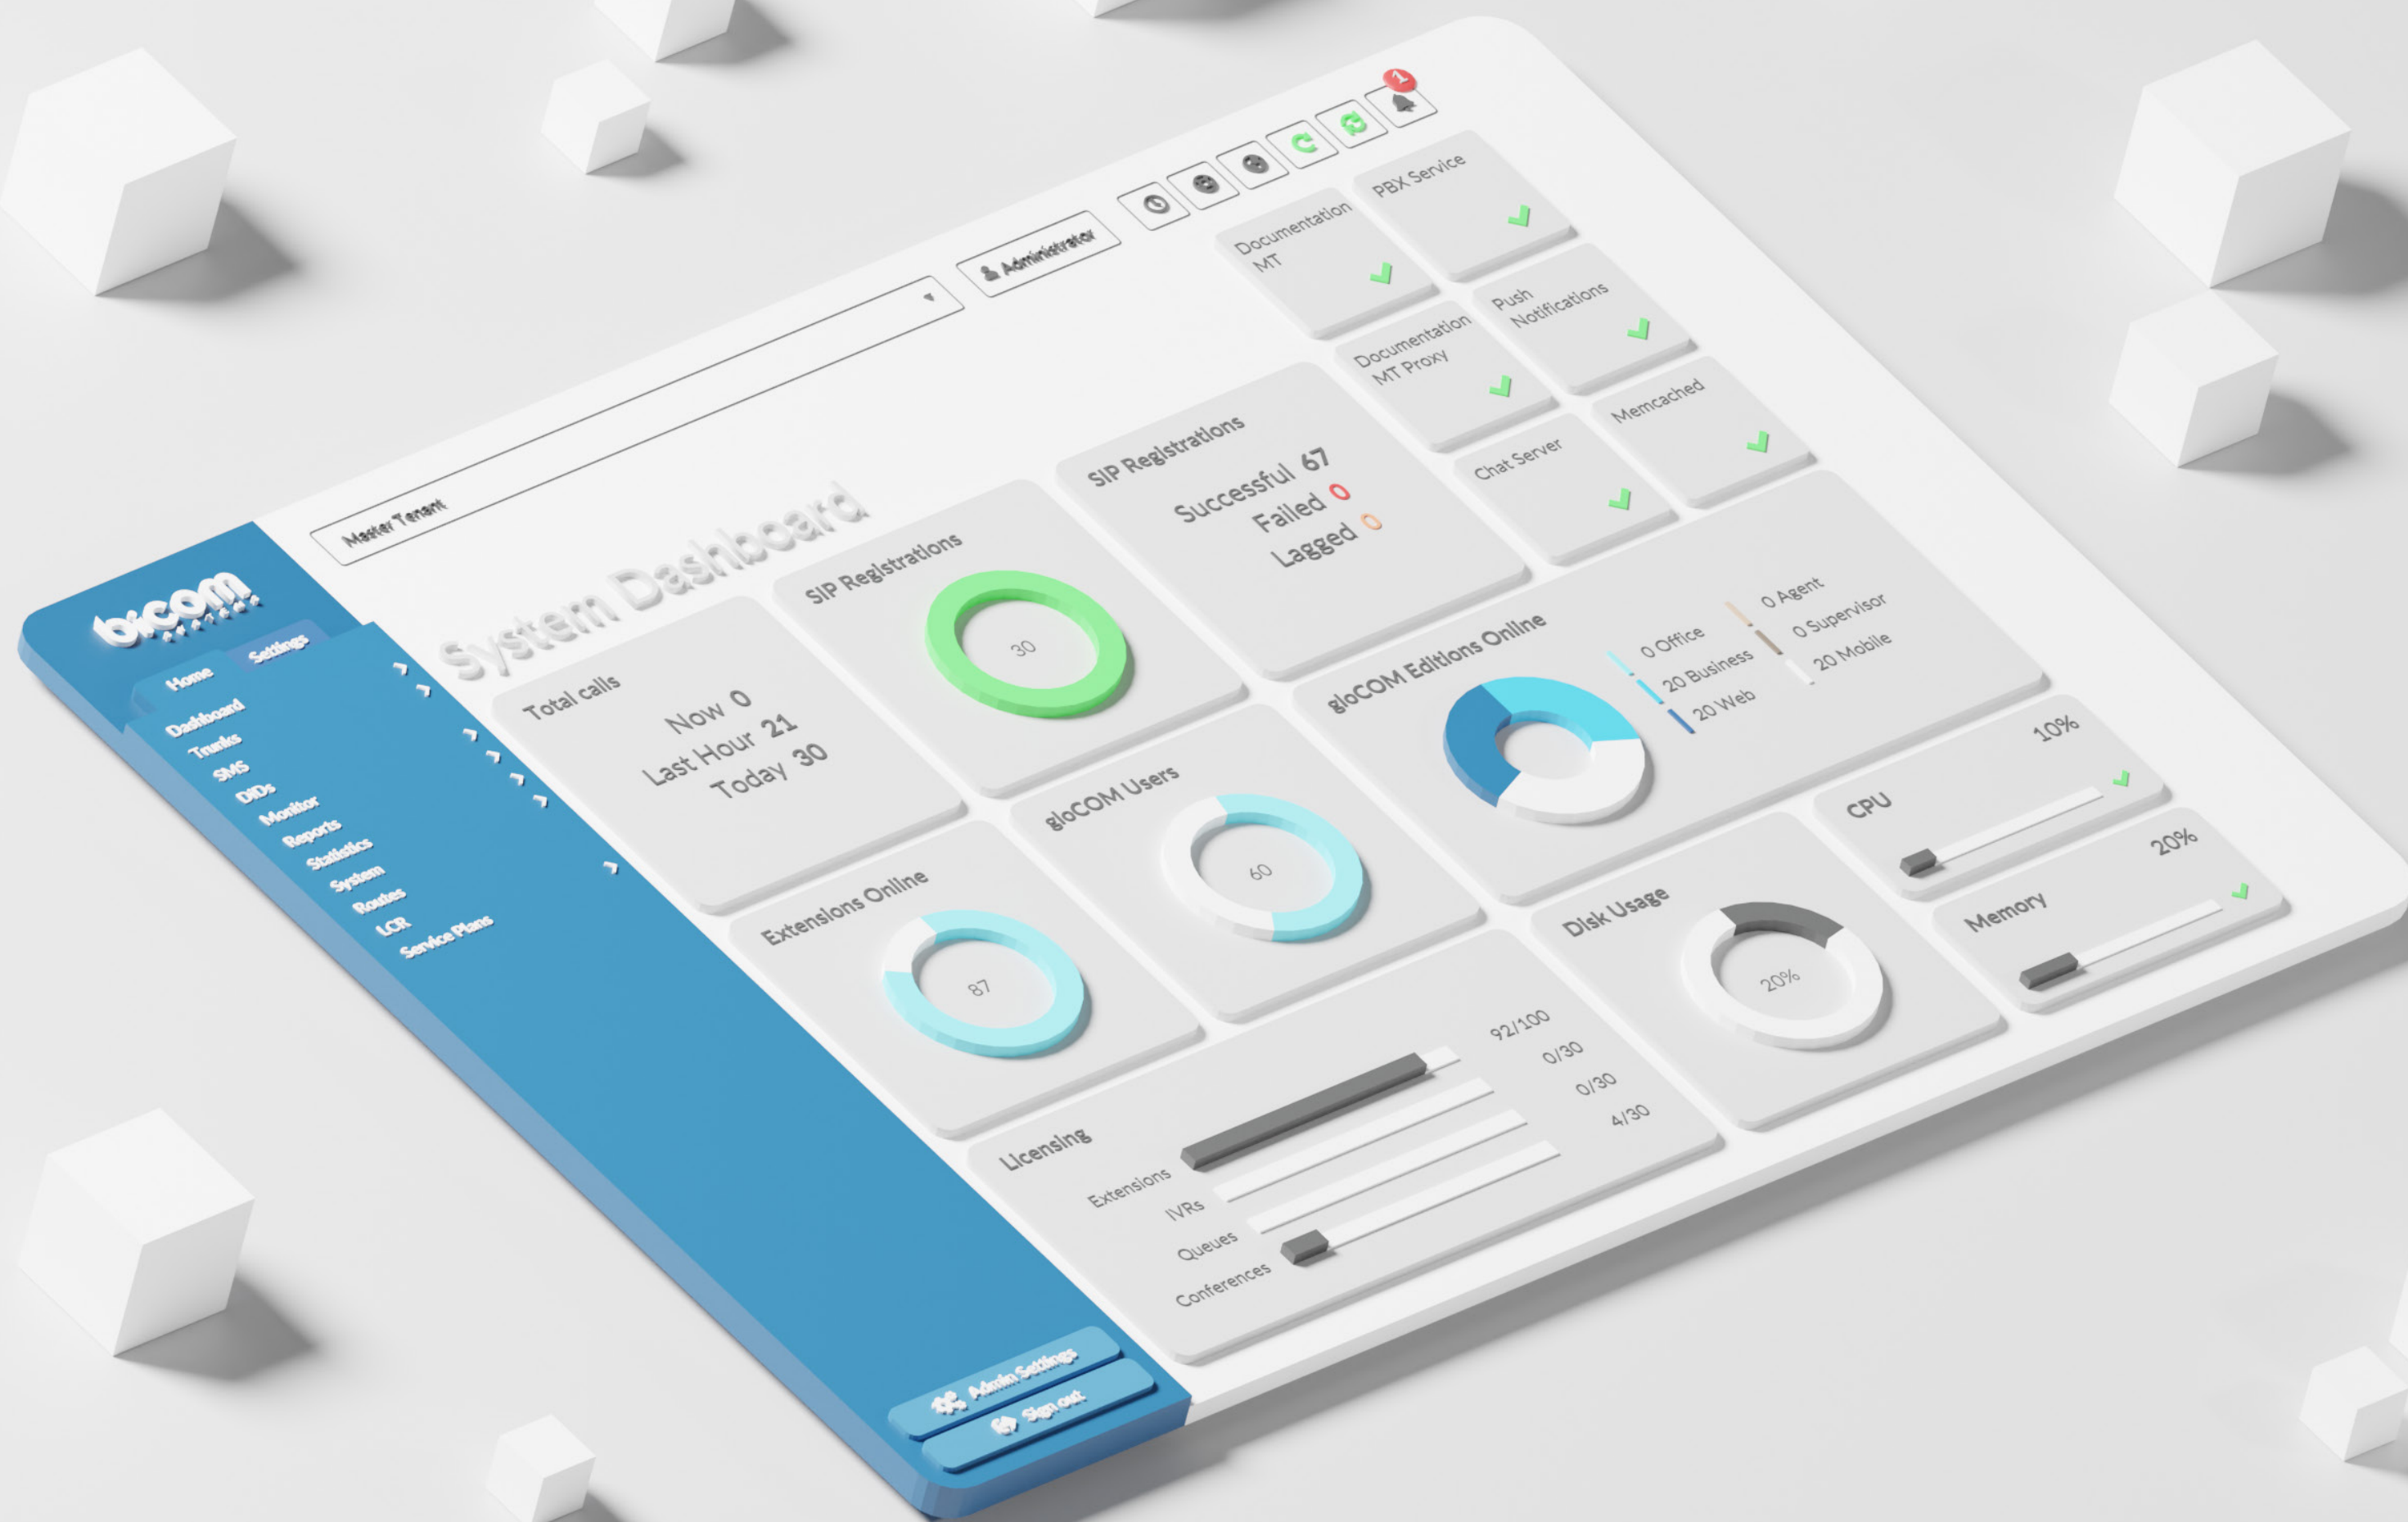 bicom
SYSTEMS
Home
Settings
Dashboard
Trunks
SMS
DIDs
Monitor
Reports
Statistics
System
Routes
LCR
Service Plans
Admin Settings
Sign out
Master Tenant
Administrator
1
System Dashboard
Total calls
Now 0
Last Hour 21
Today 30
SIP Registrations
30
SIP Registrations
Successful 67
Failed 0
Lagged 0
Documentation
MT
PBX Service
Documentation
MT Proxy
Push
Notifications
Chat Server
Memcached
Extensions Online
87
gloCOM Users
60
gloCOM Editions Online
0 Office
20 Business
20 Web
0 Agent
0 Supervisor
20 Mobile
Licensing
Extensions 92/100
IVRs 0/30
Queues 0/30
Conferences 4/30
Disk Usage
20%
CPU
10%
Memory
20%